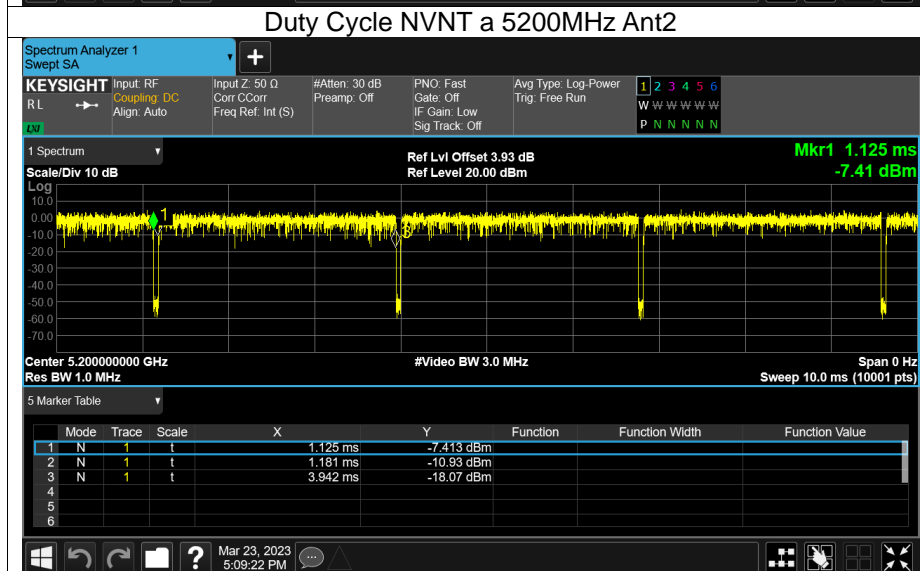 Duty Cycle NVNT a 5200MHz Ant2
Spectrum Analyzer 1
Swept SA
+
KEYSIGHT
RL
LXI
Input: RF
Coupling: DC
Align: Auto
Input Z: 50 Ω
Corr CCorr
Freq Ref: Int (S)
#Atten: 30 dB
Preamp: Off
PNO: Fast
Gate: Off
IF Gain: Low
Sig Track: Off
Avg Type: Log-Power
Trig: Free Run
1 2 3 4 5 6
W W W W W W
P N N N N N
1 Spectrum
Scale/Div 10 dB
Ref Lvl Offset 3.93 dB
Ref Level 20.00 dBm
Mkr1 1.125 ms
-7.41 dBm
Log
10.0
0.00
-10.0
-20.0
-30.0
-40.0
-50.0
-60.0
-70.0
1
3
Center 5.200000000 GHz
Res BW 1.0 MHz
#Video BW 3.0 MHz
Span 0 Hz
Sweep 10.0 ms (10001 pts)
5 Marker Table
Mode Trace Scale X Y Function Function Width Function Value
1 N 1 t 1.125 ms -7.413 dBm
2 N 1 t 1.181 ms -10.93 dBm
3 N 1 t 3.942 ms -18.07 dBm
4
5
6
?
Mar 23, 2023
5:09:22 PM